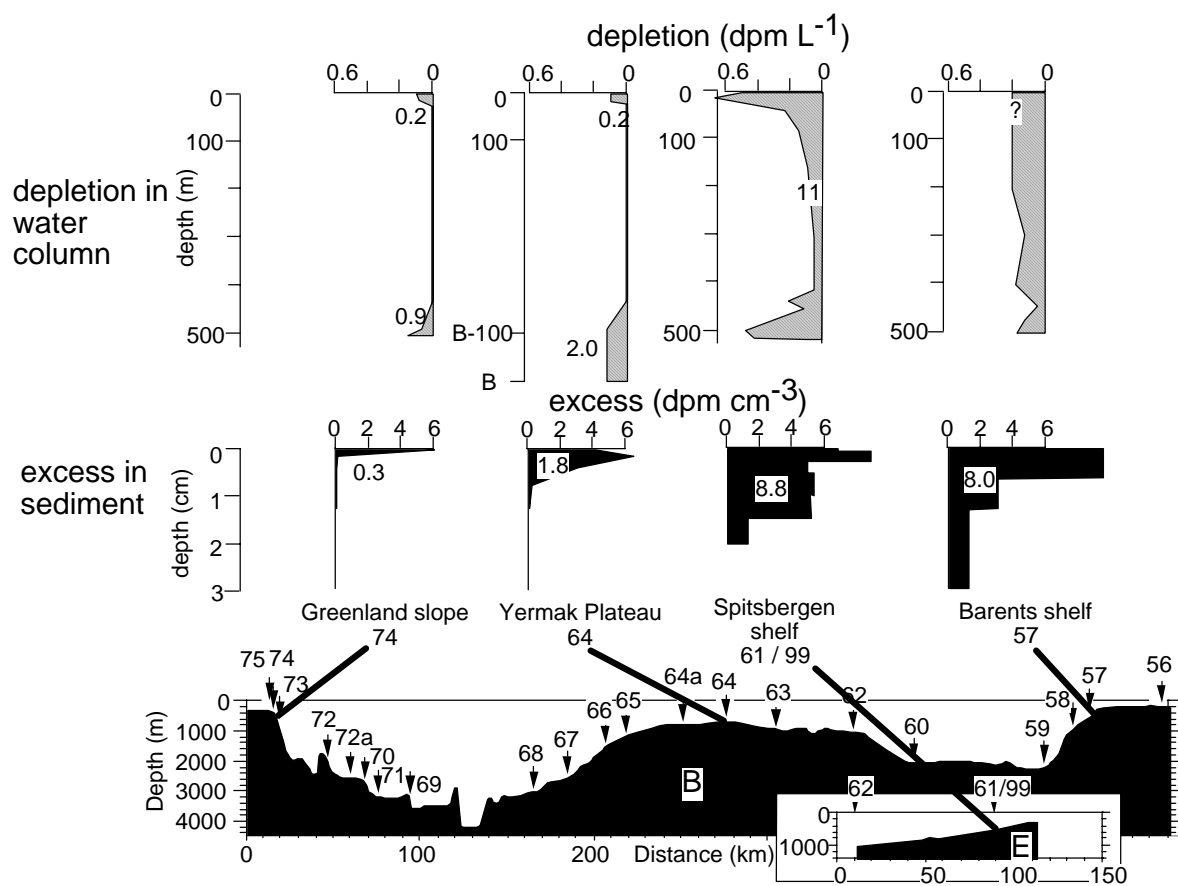 depletion (dpm L-1)
0.6 0 0.6 0 0.6 0 0.6 0
0 0 0 0 ?
0.2 0.2
100 100 100 100
depletion in
water
column
depth (m)
11
0.9
500 B-100 500 500
2.0
B
excess (dpm cm-3)
0 2 4 6 0 2 4 6 0 2 4 6 0 2 4 6
excess in
sediment
depth (cm)
0
1
2
3
0.3 1.8 8.8 8.0
Greenland slope
74
Yermak Plateau
64
Spitsbergen
shelf
61 / 99
Barents shelf
57
75 74
73
72
72a
70
71
69
68
67
66
65
64a
64
63
62
60
59
58
57
56
Depth (m)
0
1000
2000
3000
4000
B
0 100 200 Distance (km)
62 61/99
0
1000
E
0 50 100 150